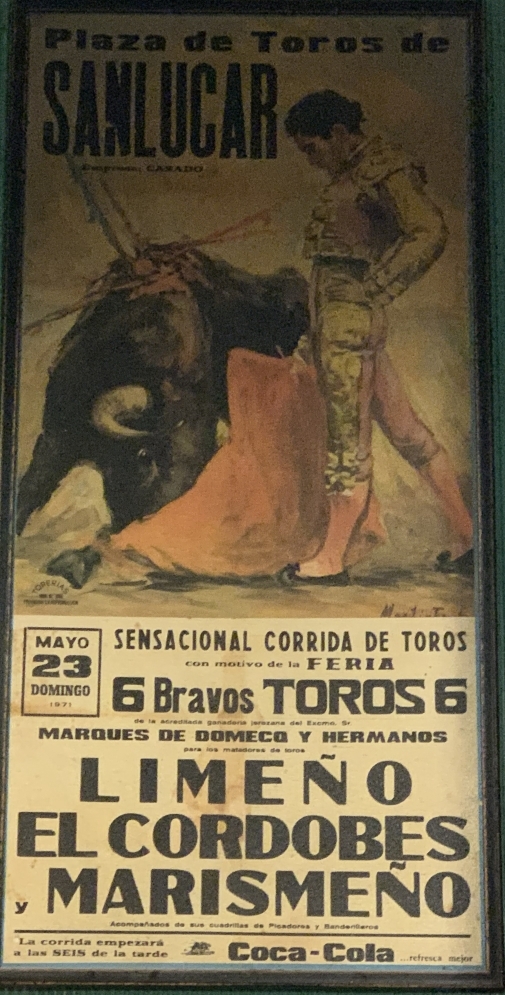 Plaza de Toros de
SANLUCAR
Empresa: CANADO
MAYO
23
DOMINGO
1971
SENSACIONAL CORRIDA DE TOROS
con motivo de la FERIA
6 Bravos TOROS 6
de la acreditada ganadería jerezana del Excmo. Sr.
MARQUES DE DOMECQ Y HERMANOS
para los matadores de toros
LIMEÑO
EL CORDOBES
y MARISMEÑO
Acompañados de sus cuadrillas de Picadores y Banderilleros
La corrida empezará
a las SEIS de la tarde
Coca-Cola ...refresca mejor